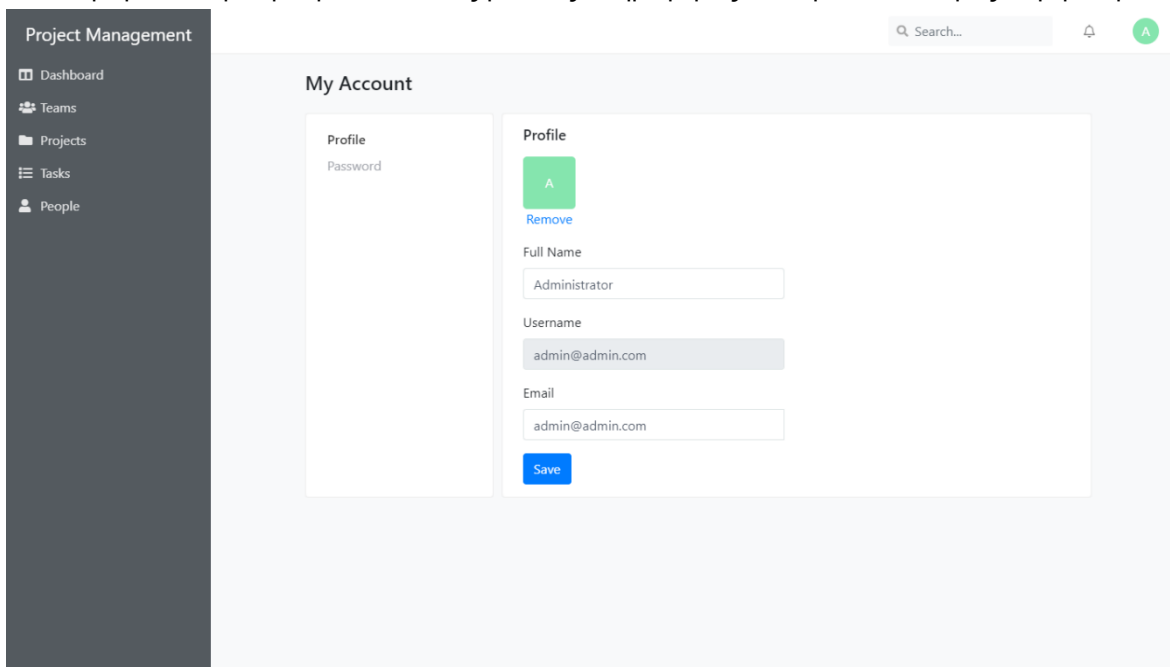 Project Management
Search...
A
Dashboard
Teams
Projects
Tasks
People
My Account
Profile
Password
Profile
A
Remove
Full Name
Administrator
Username
admin@admin.com
Email
admin@admin.com
Save